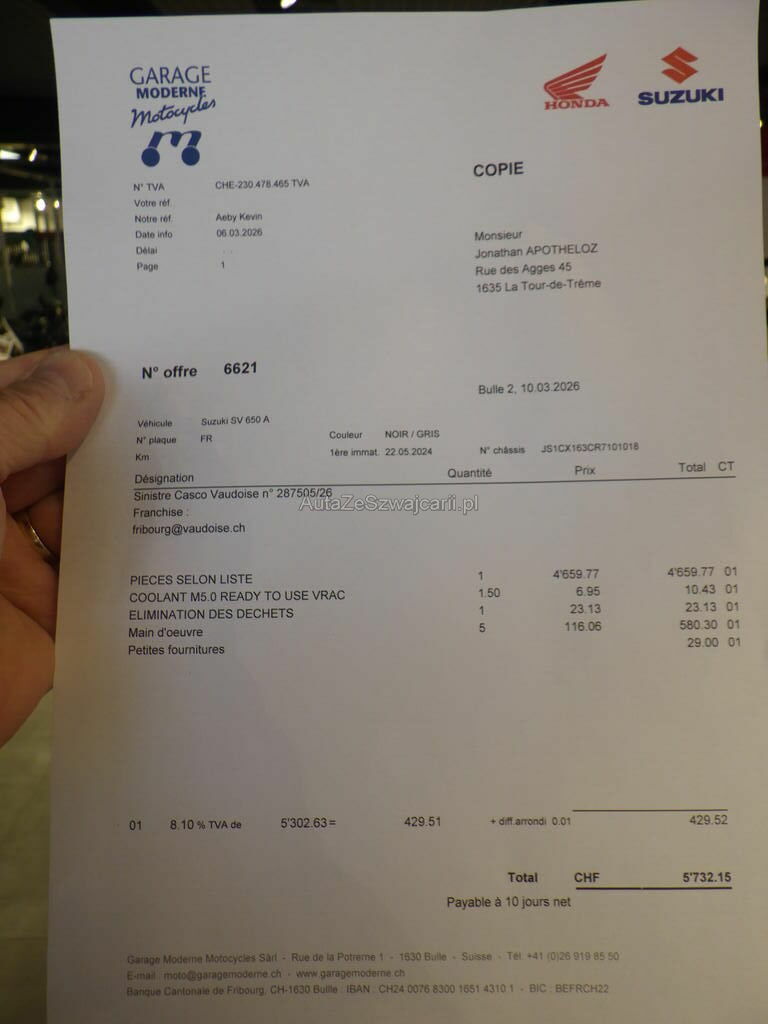 GARAGE
MODERNE
Motocycles
HONDA
SUZUKI
COPIE
N° TVA CHE-230.478.465 TVA
Votre réf.
Notre réf. Aeby Kevin
Date info 06.03.2026
Délai . .
Page 1
Monsieur
Jonathan APOTHELOZ
Rue des Agges 45
1635 La Tour-de-Trême
N° offre 6621
Bulle 2, 10.03.2026
Véhicule Suzuki SV 650 A
N° plaque FR Couleur NOIR / GRIS
Km 1ère immat. 22.05.2024 N° châssis JS1CX163CR7101018
Désignation Quantité Prix Total CT
Sinistre Casco Vaudoise n° 287505/26
Franchise :
AutaZeSzwajcarii.pl
fribourg@vaudoise.ch
PIECES SELON LISTE 1 4'659.77 4'659.77 01
COOLANT M5.0 READY TO USE VRAC 1.50 6.95 10.43 01
ELIMINATION DES DECHETS 1 23.13 23.13 01
Main d'oeuvre 5 116.06 580.30 01
Petites fournitures 29.00 01
01 8.10 % TVA de 5'302.63 = 429.51 + diff.arrondi 0.01 429.52
Total CHF 5'732.15
Payable à 10 jours net
Garage Moderne Motocycles Sàrl - Rue de la Potrerne 1 - 1630 Bulle - Suisse - Tél. +41 (0)26 919 85 50
E-mail : moto@garagemoderne.ch - www.garagemoderne.ch
Banque Cantonale de Fribourg, CH-1630 Bullle : IBAN : CH24 0076 8300 1651 4310 1 - BIC : BEFRCH22